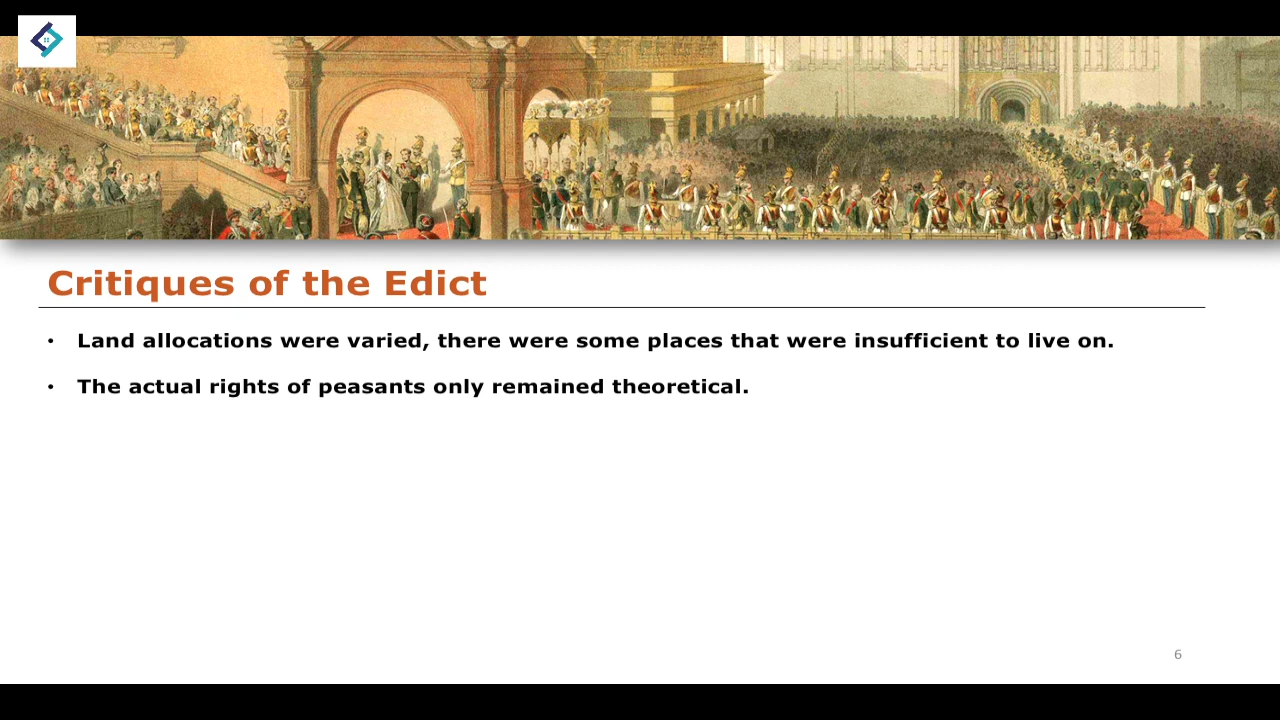 Critiques of the Edict
• Land allocations were varied, there were some places that were insufficient to live on.
• The actual rights of peasants only remained theoretical.
6